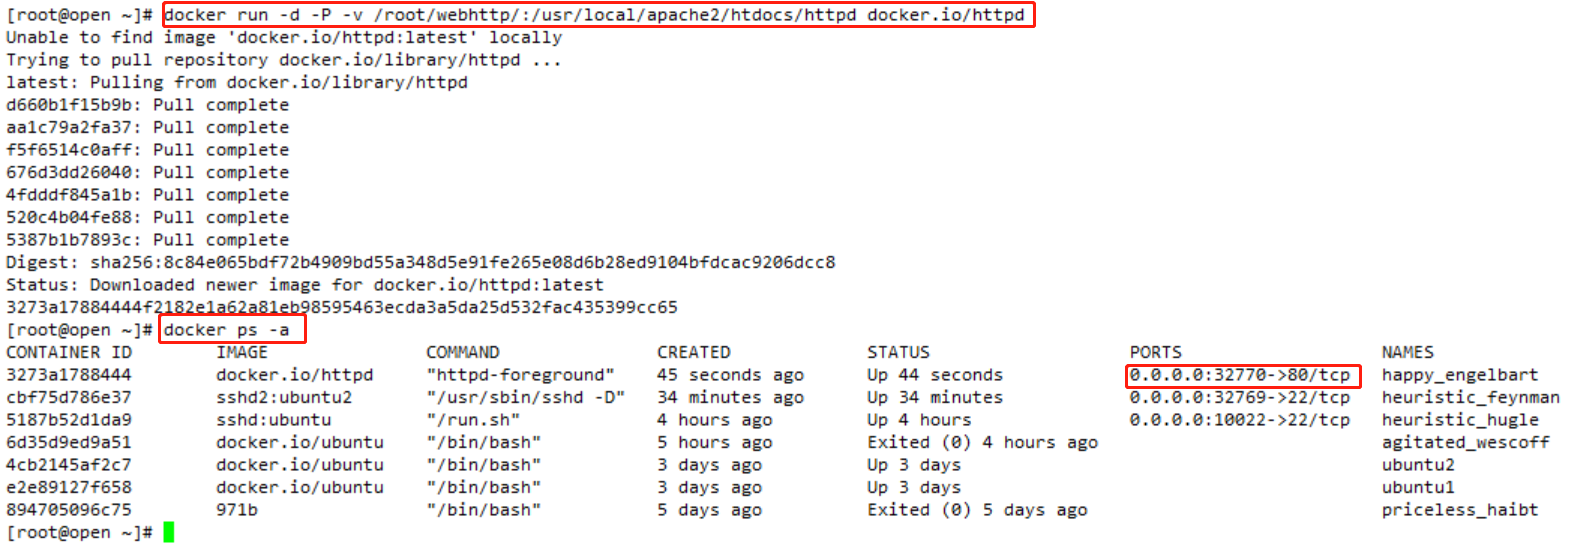 [root@open ~]# docker run -d -P -v /root/webhttp/:/usr/local/apache2/htdocs/httpd docker.io/httpd
Unable to find image 'docker.io/httpd:latest' locally
Trying to pull repository docker.io/library/httpd ...
latest: Pulling from docker.io/library/httpd
d660b1f15b9b: Pull complete
aa1c79a2fa37: Pull complete
f5f6514c0aff: Pull complete
676d3dd26040: Pull complete
4fdddf845a1b: Pull complete
520c4b04fe88: Pull complete
5387b1b7893c: Pull complete
Digest: sha256:8c84e065bdf72b4909bd55a348d5e91fe265e08d6b28ed9104bfdcac9206dcc8
Status: Downloaded newer image for docker.io/httpd:latest
3273a17884444f2182e1a62a81eb98595463ecda3a5da25d532fac435399cc65
[root@open ~]# docker ps -a
CONTAINER ID IMAGE COMMAND CREATED STATUS PORTS NAMES
3273a1788444 docker.io/httpd "httpd-foreground" 45 seconds ago Up 44 seconds 0.0.0.0:32770->80/tcp happy_engelbart
cbf75d786e37 sshd2:ubuntu2 "/usr/sbin/sshd -D" 34 minutes ago Up 34 minutes 0.0.0.0:32769->22/tcp heuristic_feynman
5187b52d1da9 sshd:ubuntu "/run.sh" 4 hours ago Up 4 hours 0.0.0.0:10022->22/tcp heuristic_hugle
6d35d9ed9a51 docker.io/ubuntu "/bin/bash" 5 hours ago Exited (0) 4 hours ago agitated_wescoff
4cb2145af2c7 docker.io/ubuntu "/bin/bash" 3 days ago Up 3 days ubuntu2
e2e89127f658 docker.io/ubuntu "/bin/bash" 3 days ago Up 3 days ubuntu1
894705096c75 971b "/bin/bash" 5 days ago Exited (0) 5 days ago priceless_haibt
[root@open ~]#